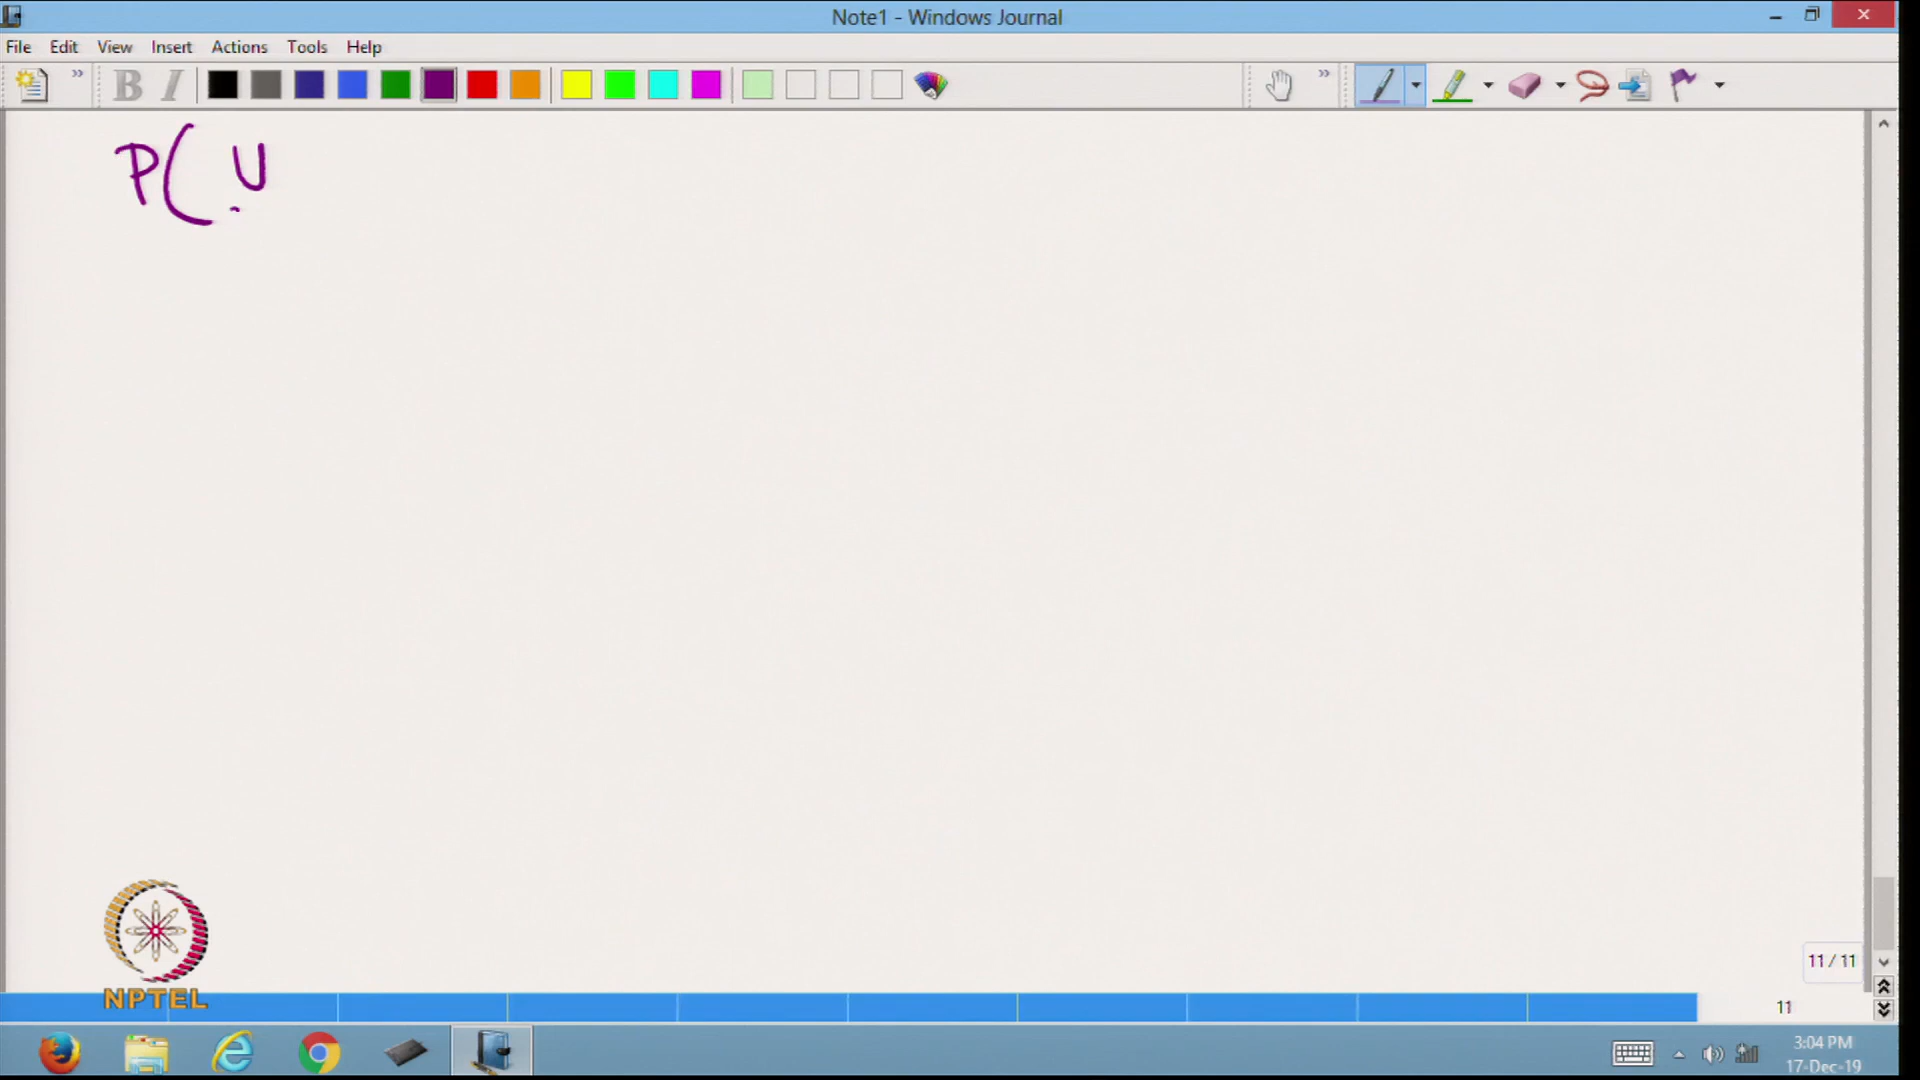 Note1 - Windows Journal
File Edit View Insert Actions Tools Help
B I
P( ∪
11 / 11
NPTEL
11
3:04 PM
17-Dec-19